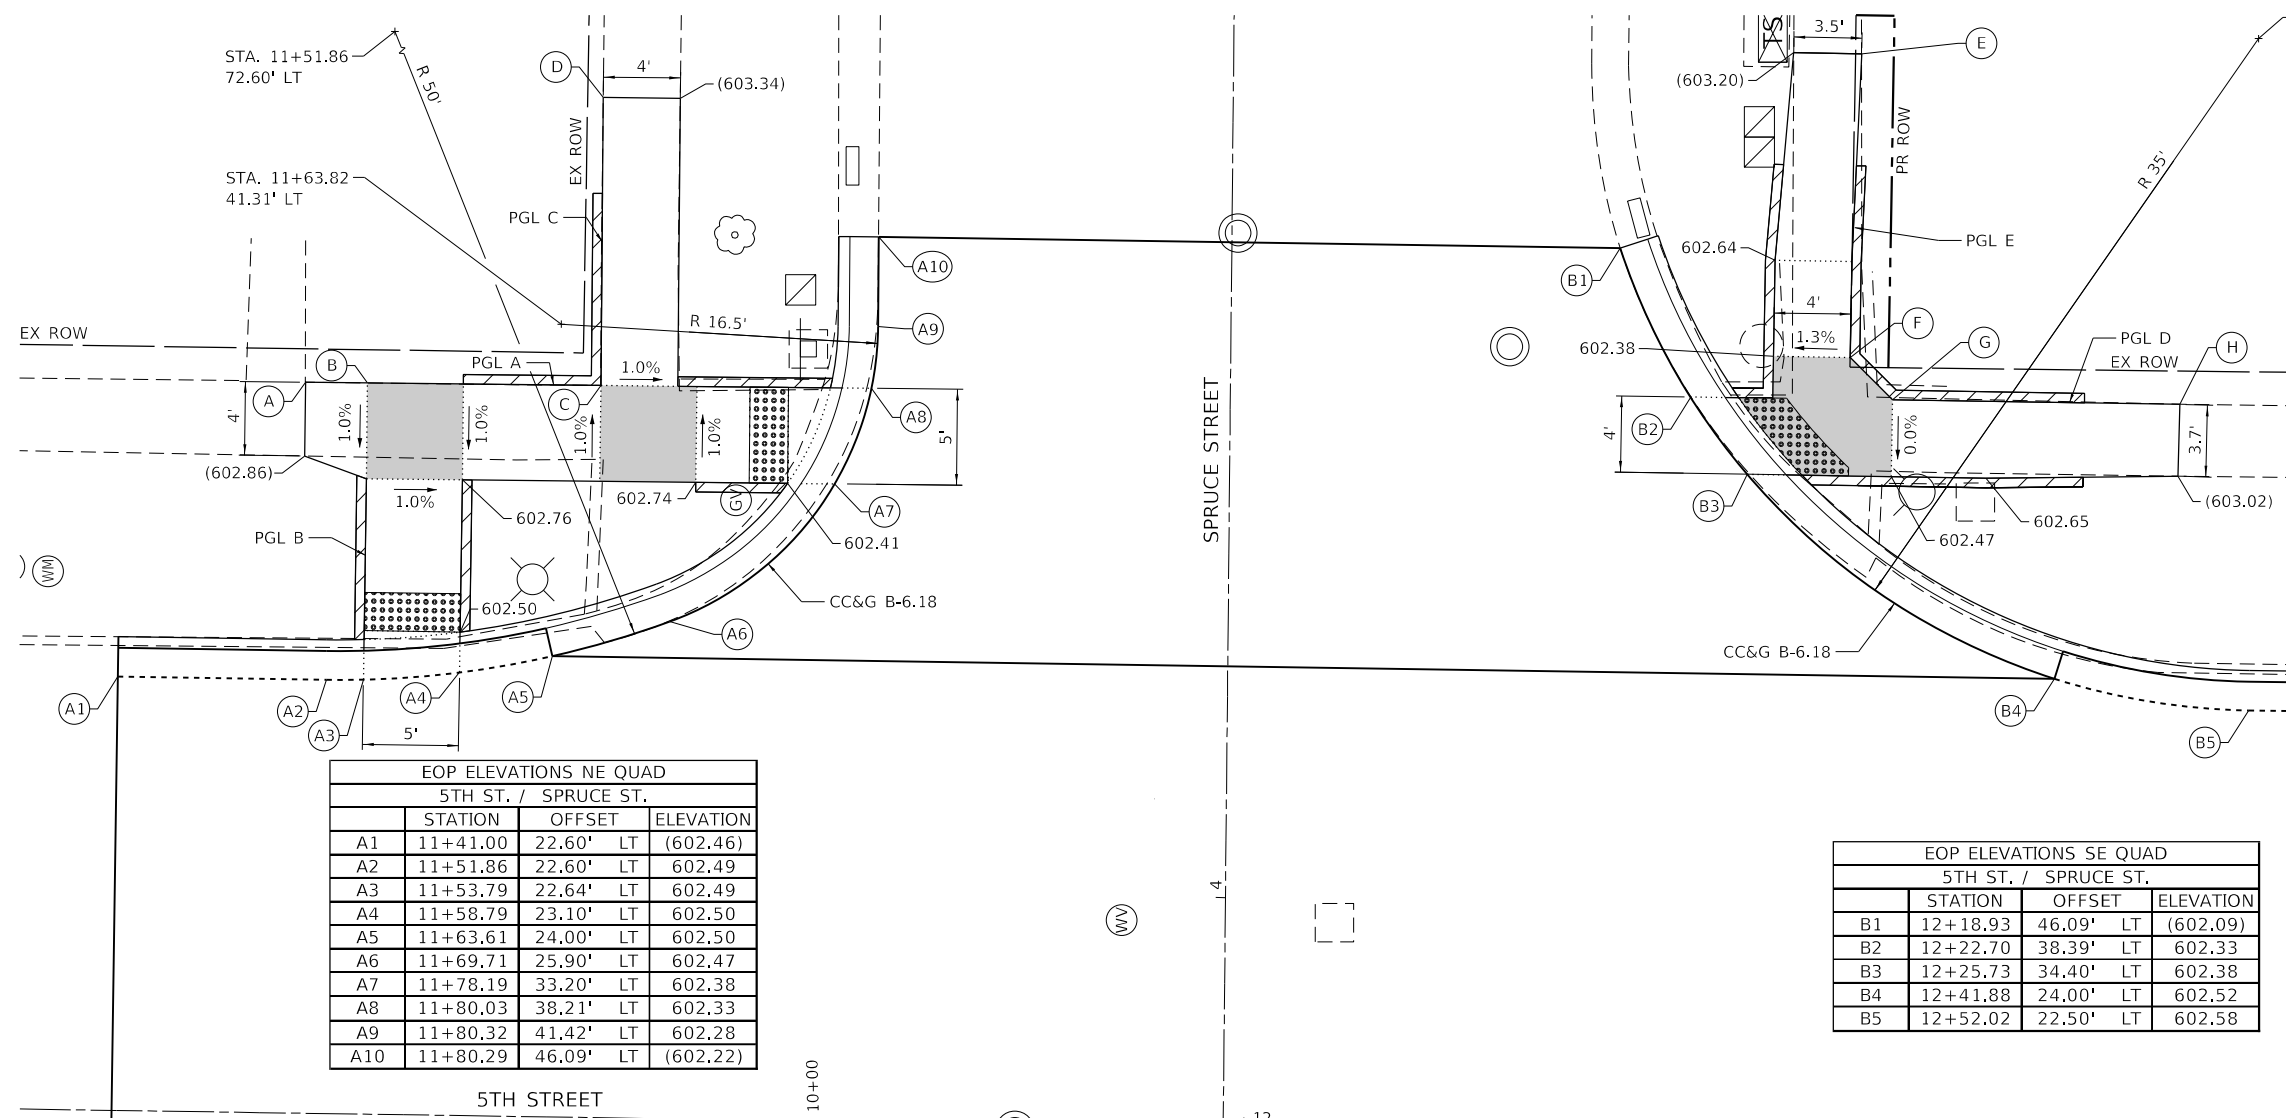 STA. 11+51.86
72.60' LT
R 50'
D
4'
(603.34)
EX ROW
STA. 11+63.82
41.31' LT
PGL C
R 16.5'
A10
A9
EX ROW
PGL A
B
A
C
4'
1.0%
1.0%
1.0%
1.0%
1.0%
1.0%
(602.86)
602.74
602.76
GV
A8
5'
A7
602.41
PGL B
WM
602.50
CC&G B-6.18
A6
A5
A4
A1
A2
A3
5'
SPRUCE STREET
TS
3.5'
E
(603.20)
PR ROW
R 35'
602.64
PGL E
B1
4'
F
1.3%
602.38
G
PGL D
EX ROW
H
4'
B2
0.0%
3.7'
B3
(603.02)
602.65
602.47
CC&G B-6.18
B4
B5
EOP ELEVATIONS NE QUAD
5TH ST. / SPRUCE ST.
STATION OFFSET ELEVATION
A1 11+41.00 22.60' LT (602.46)
A2 11+51.86 22.60' LT 602.49
A3 11+53.79 22.64' LT 602.49
A4 11+58.79 23.10' LT 602.50
A5 11+63.61 24.00' LT 602.50
A6 11+69.71 25.90' LT 602.47
A7 11+78.19 33.20' LT 602.38
A8 11+80.03 38.21' LT 602.33
A9 11+80.32 41.42' LT 602.28
A10 11+80.29 46.09' LT (602.22)
5TH STREET
10+00
WV
4
12
EOP ELEVATIONS SE QUAD
5TH ST. / SPRUCE ST.
STATION OFFSET ELEVATION
B1 12+18.93 46.09' LT (602.09)
B2 12+22.70 38.39' LT 602.33
B3 12+25.73 34.40' LT 602.38
B4 12+41.88 24.00' LT 602.52
B5 12+52.02 22.50' LT 602.58